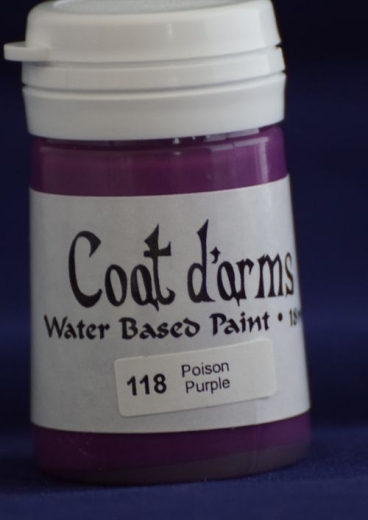 Coat d'arms
Water Based Paint •
118 Poison
Purple